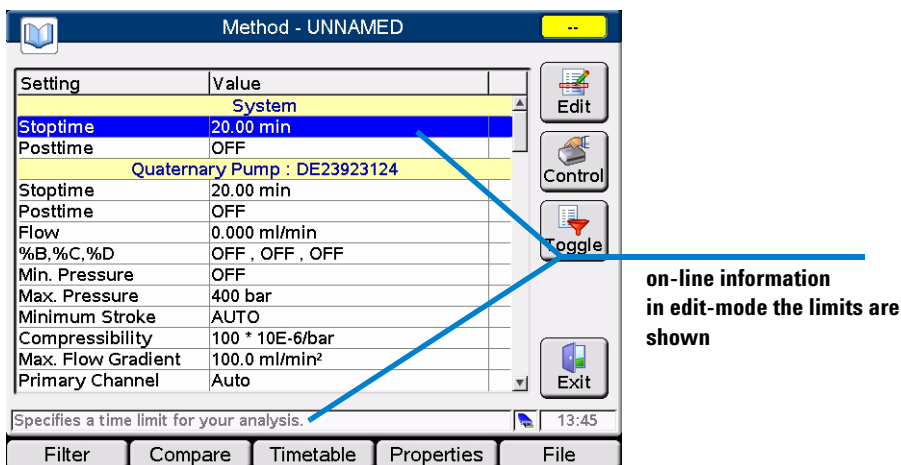 Method - UNNAMED --
Setting Value
System
Stoptime 20.00 min
Posttime OFF
Quaternary Pump : DE23923124
Stoptime 20.00 min
Posttime OFF
Flow 0.000 ml/min
%B,%C,%D OFF , OFF , OFF
Min. Pressure OFF
Max. Pressure 400 bar
Minimum Stroke AUTO
Compressibility 100 * 10E-6/bar
Max. Flow Gradient 100.0 ml/min²
Primary Channel Auto
Edit
Control
Toggle
Exit
Specifies a time limit for your analysis. 13:45
Filter Compare Timetable Properties File
on-line information
in edit-mode the limits are
shown